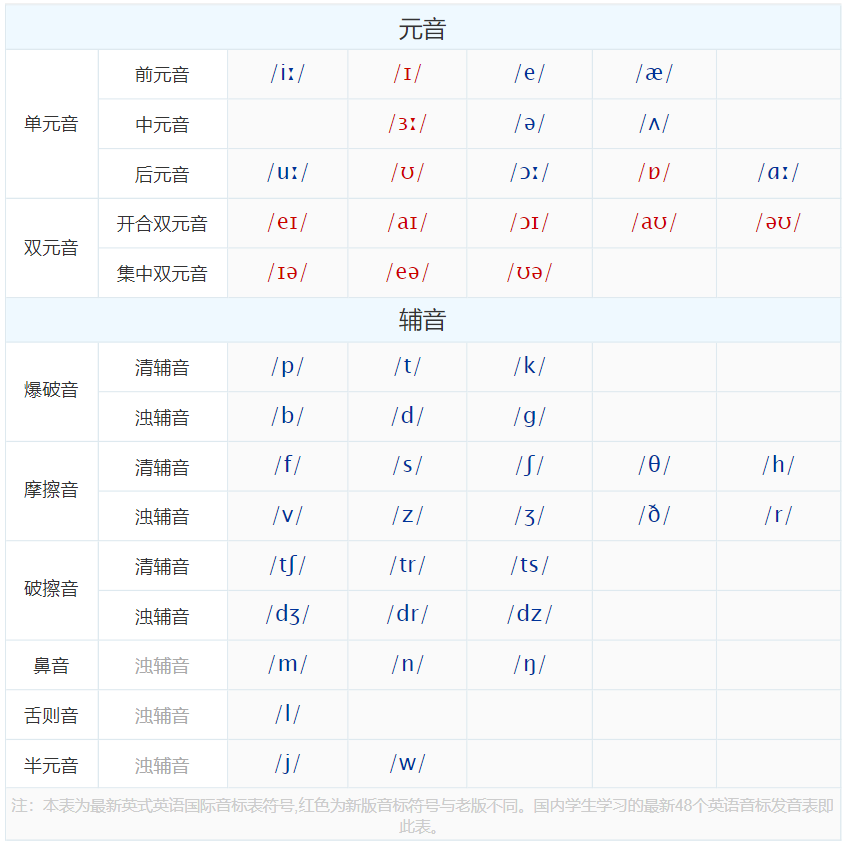 元音
单元音 前元音 /iː/ /ɪ/ /e/ /æ/
中元音 /ɜː/ /ə/ /ʌ/
后元音 /uː/ /ʊ/ /ɔː/ /ɒ/ /ɑː/
双元音 开合双元音 /eɪ/ /aɪ/ /ɔɪ/ /aʊ/ /əʊ/
集中双元音 /ɪə/ /eə/ /ʊə/
辅音
爆破音 清辅音 /p/ /t/ /k/
浊辅音 /b/ /d/ /g/
摩擦音 清辅音 /f/ /s/ /ʃ/ /θ/ /h/
浊辅音 /v/ /z/ /ʒ/ /ð/ /r/
破擦音 清辅音 /tʃ/ /tr/ /ts/
浊辅音 /dʒ/ /dr/ /dz/
鼻音 浊辅音 /m/ /n/ /ŋ/
舌则音 浊辅音 /l/
半元音 浊辅音 /j/ /w/
注：本表为最新英式英语国际音标表符号,红色为新版音标符号与老版不同。国内学生学习的最新48个英语音标发音表即
此表。